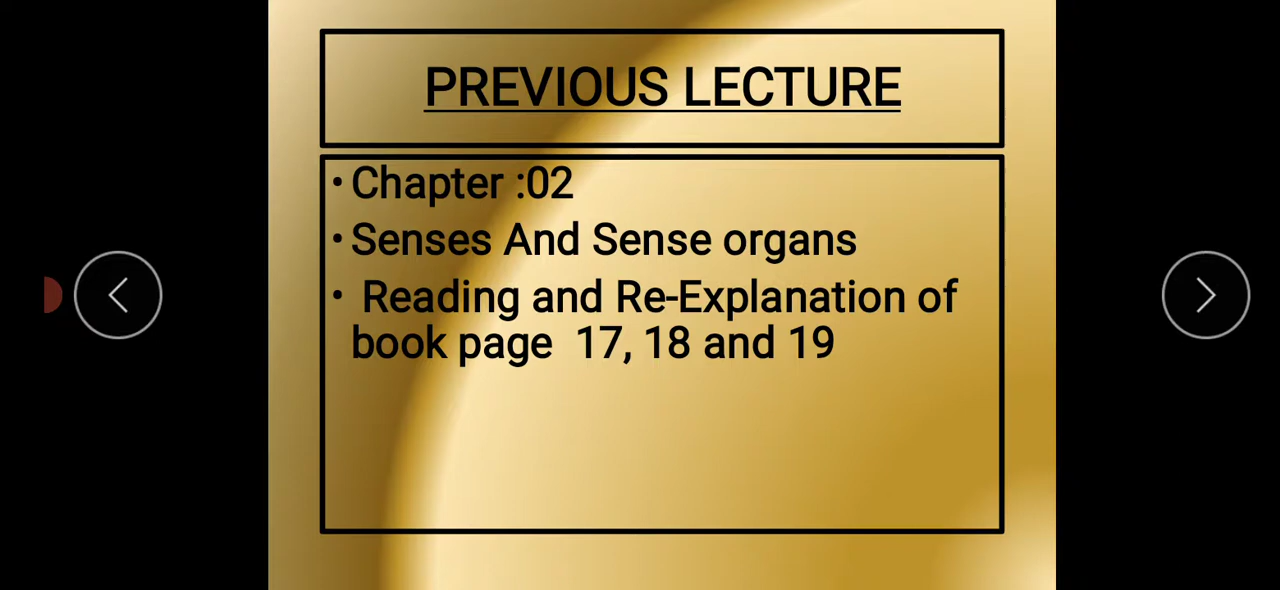 PREVIOUS LECTURE
• Chapter :02
• Senses And Sense organs
• Reading and Re-Explanation of
book page 17, 18 and 19